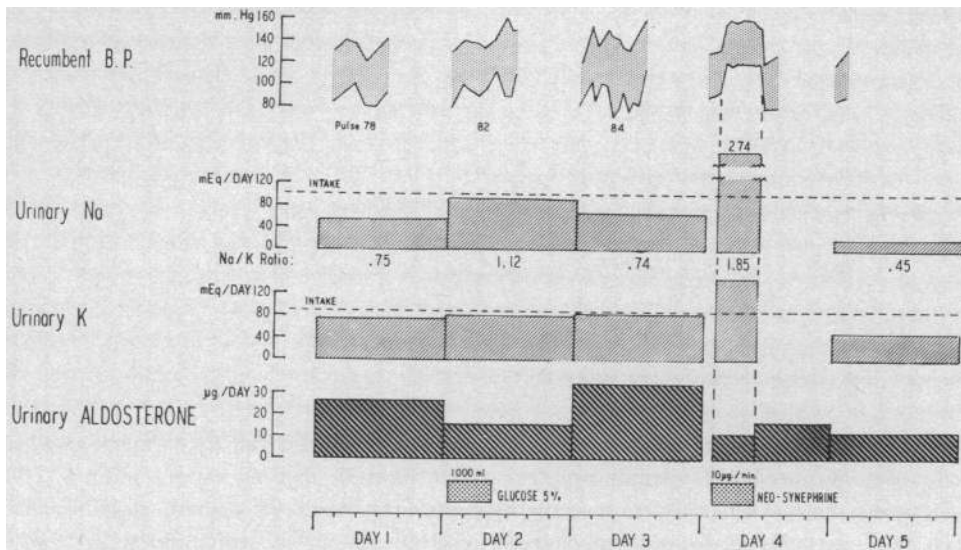 mm. Hg 160
140
120
100
80
Recumbent B. P.
Pulse 78 82 84
274
mEq/DAY 120
80
40
0
INTAKE
Urinary Na
Na/K Ratio: .75 1.12 .74 1.85 .45
mEq/DAY 120
80
40
0
INTAKE
Urinary K
µg/DAY 30
20
10
0
Urinary ALDOSTERONE
1000 ml
GLUCOSE 5%
10µg/min.
NEO-SYNEPHRINE
DAY 1 DAY 2 DAY 3 DAY 4 DAY 5